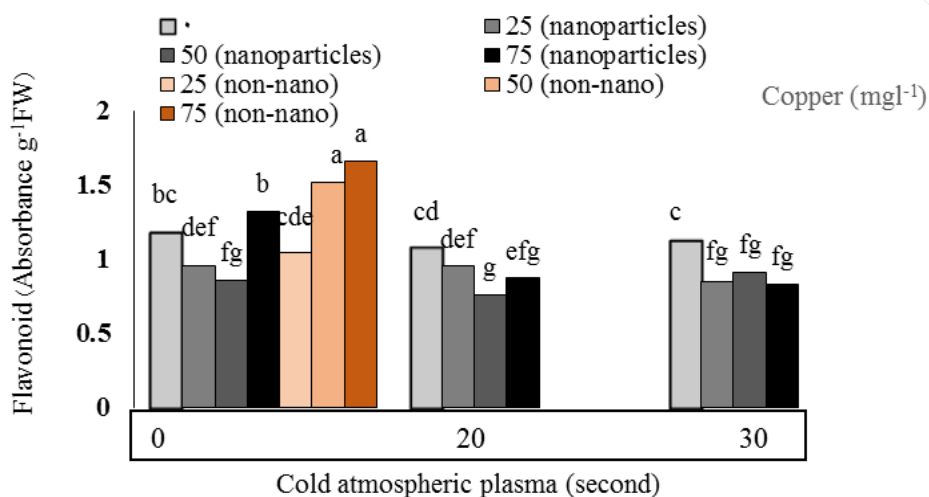 ٠
25 (nanoparticles)
50 (nanoparticles)
75 (nanoparticles)
25 (non-nano)
50 (non-nano)
75 (non-nano)
Copper (mgl⁻¹)
Flavonoid (Absorbance g⁻¹FW)
2
1.5
1
0.5
0
bc
def
fg
b
cde
a
a
cd
def
g
efg
c
fg
fg
fg
0
20
30
Cold atmospheric plasma (second)